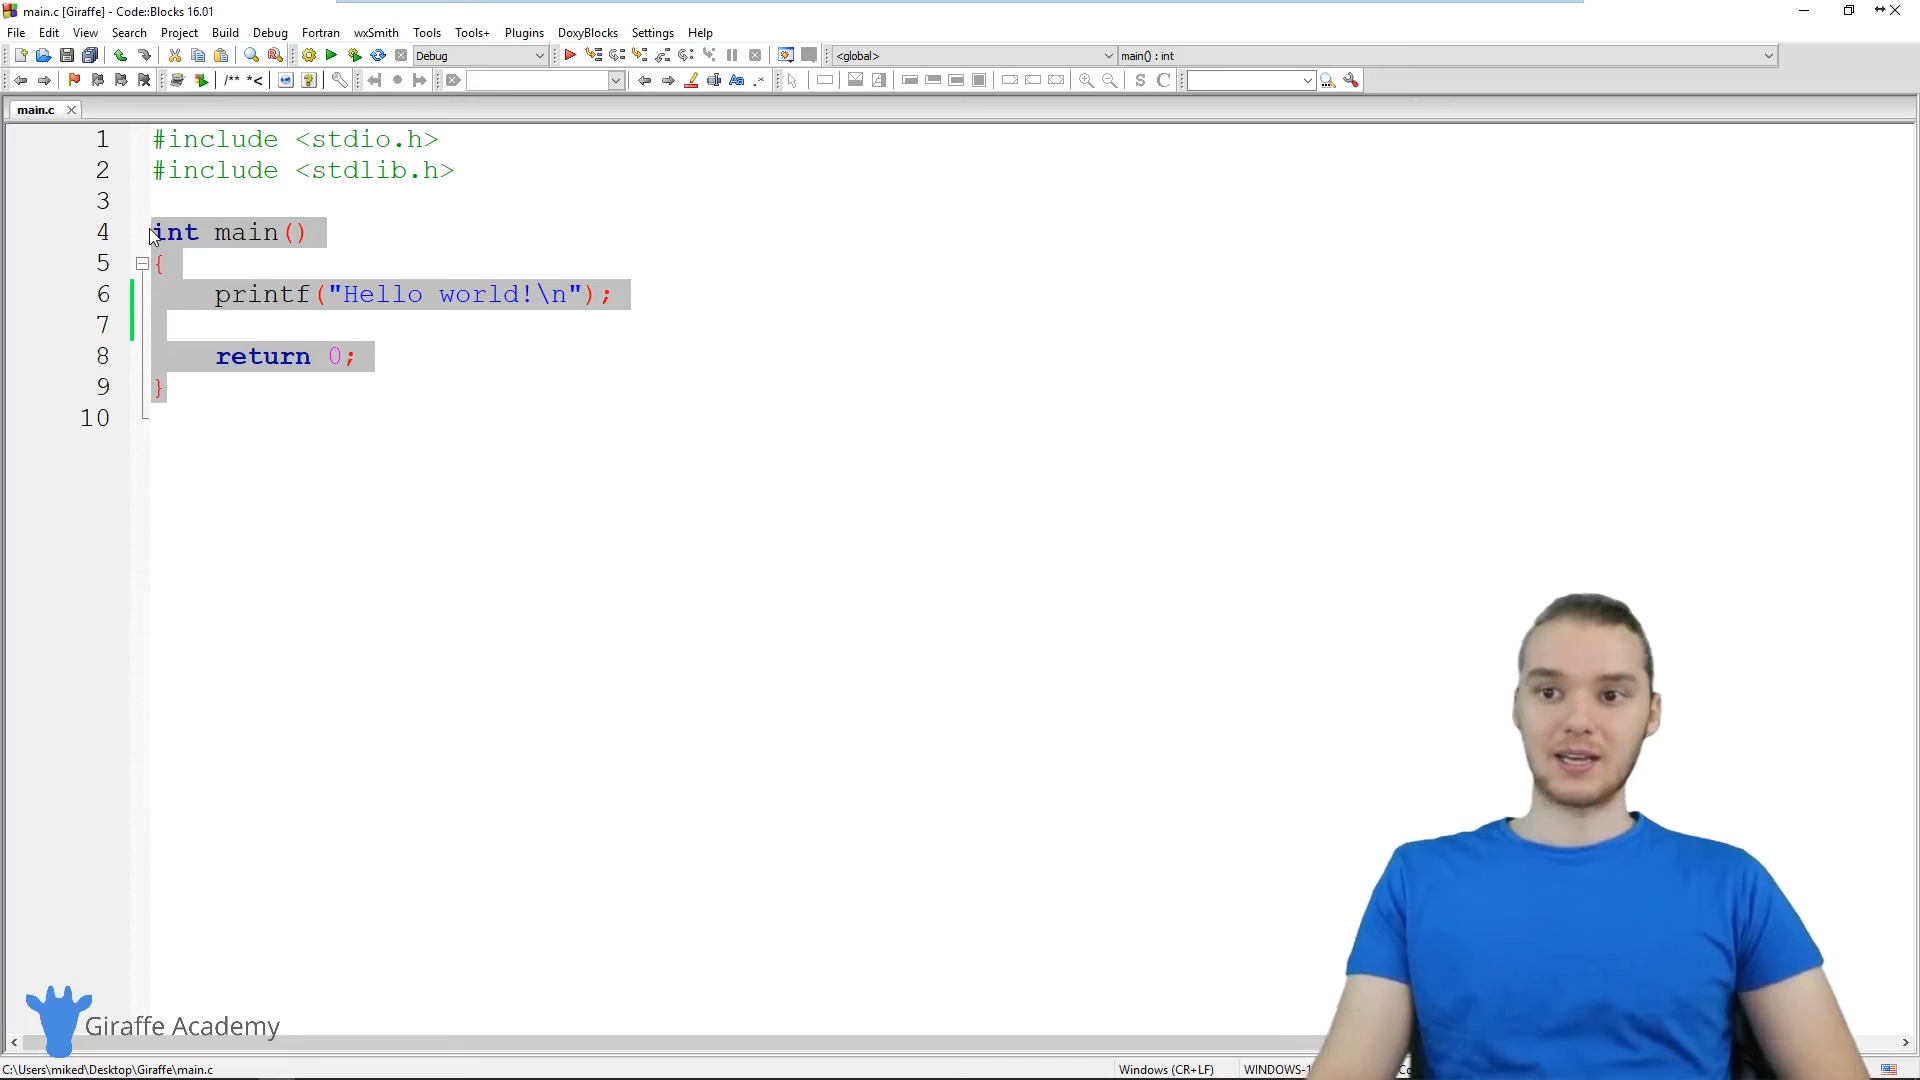 main.c [Giraffe] - Code::Blocks 16.01
File Edit View Search Project Build Debug Fortran wxSmith Tools Tools+ Plugins DoxyBlocks Settings Help
Debug <global> main() : int
/** *<
main.c
1 #include <stdio.h>
2 #include <stdlib.h>
3
4 int main()
5 {
6 printf("Hello world!\n");
7
8 return 0;
9 }
10
Giraffe Academy
C:\Users\miked\Desktop\Giraffe\main.c Windows (CR+LF) WINDOWS-1